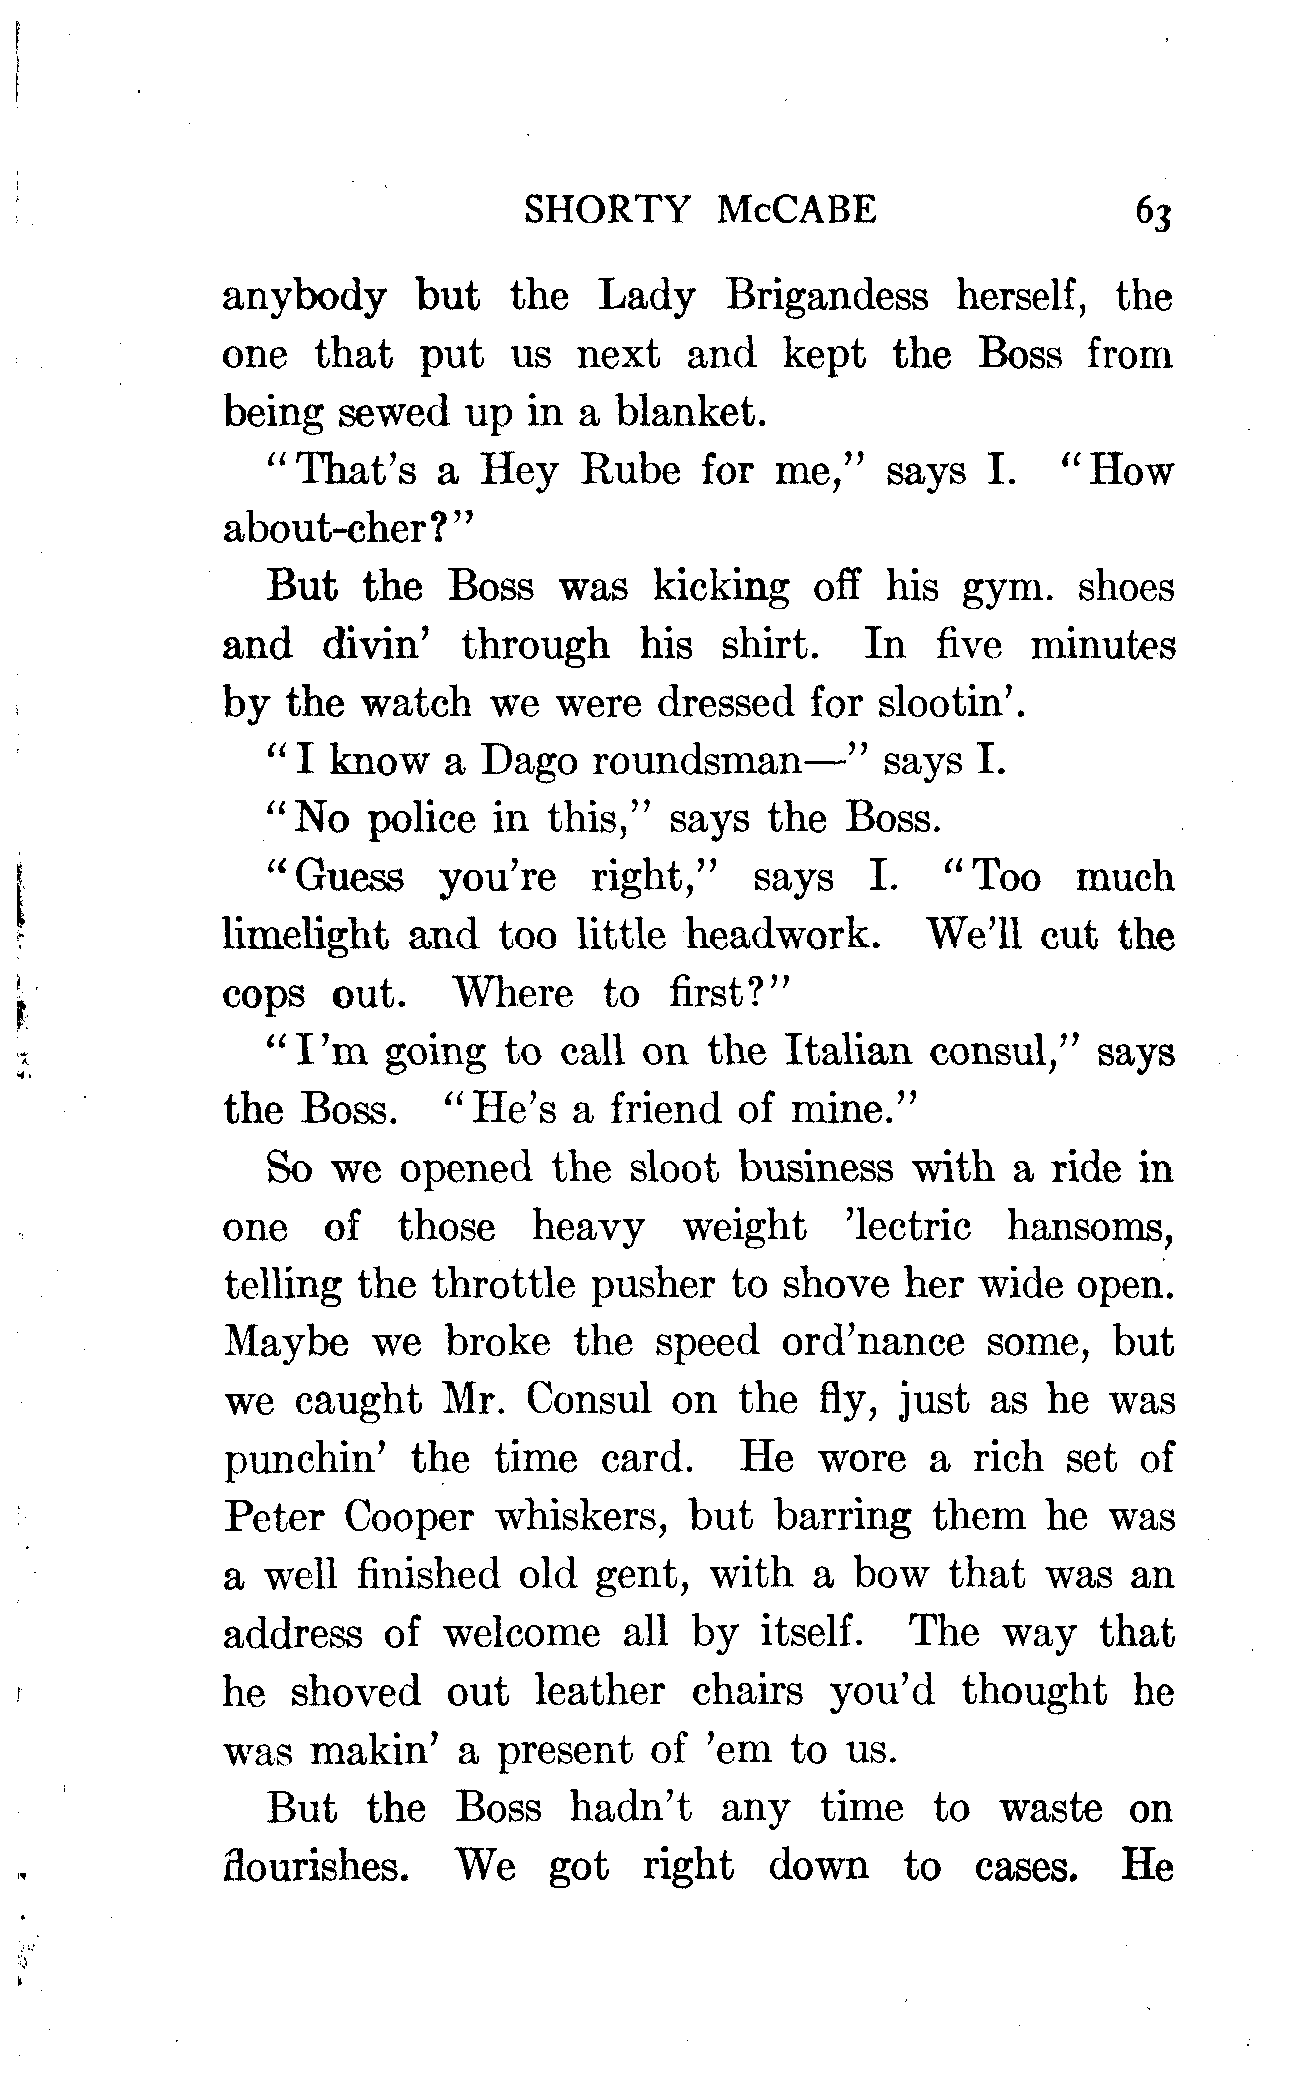 SHORTY McCABE 63
anybody but the Lady Brigandess herself, the
one that put us next and kept the Boss from
being sewed up in a blanket.
"That's a Hey Rube for me," says I. "How
about-cher?"
But the Boss was kicking off his gym. shoes
and divin' through his shirt. In five minutes
by the watch we were dressed for slootin'.
"I know a Dago roundsman—" says I.
"No police in this," says the Boss.
"Guess you're right," says I. "Too much
limelight and too little headwork. We'll cut the
cops out. Where to first?"
"I'm going to call on the Italian consul," says
the Boss. "He's a friend of mine."
So we opened the sloot business with a ride in
one of those heavy weight 'lectric hansoms,
telling the throttle pusher to shove her wide open.
Maybe we broke the speed ord'nance some, but
we caught Mr. Consul on the fly, just as he was
punchin' the time card. He wore a rich set of
Peter Cooper whiskers, but barring them he was
a well finished old gent, with a bow that was an
address of welcome all by itself. The way that
he shoved out leather chairs you'd thought he
was makin' a present of 'em to us.
But the Boss hadn't any time to waste on
flourishes. We got right down to cases. He